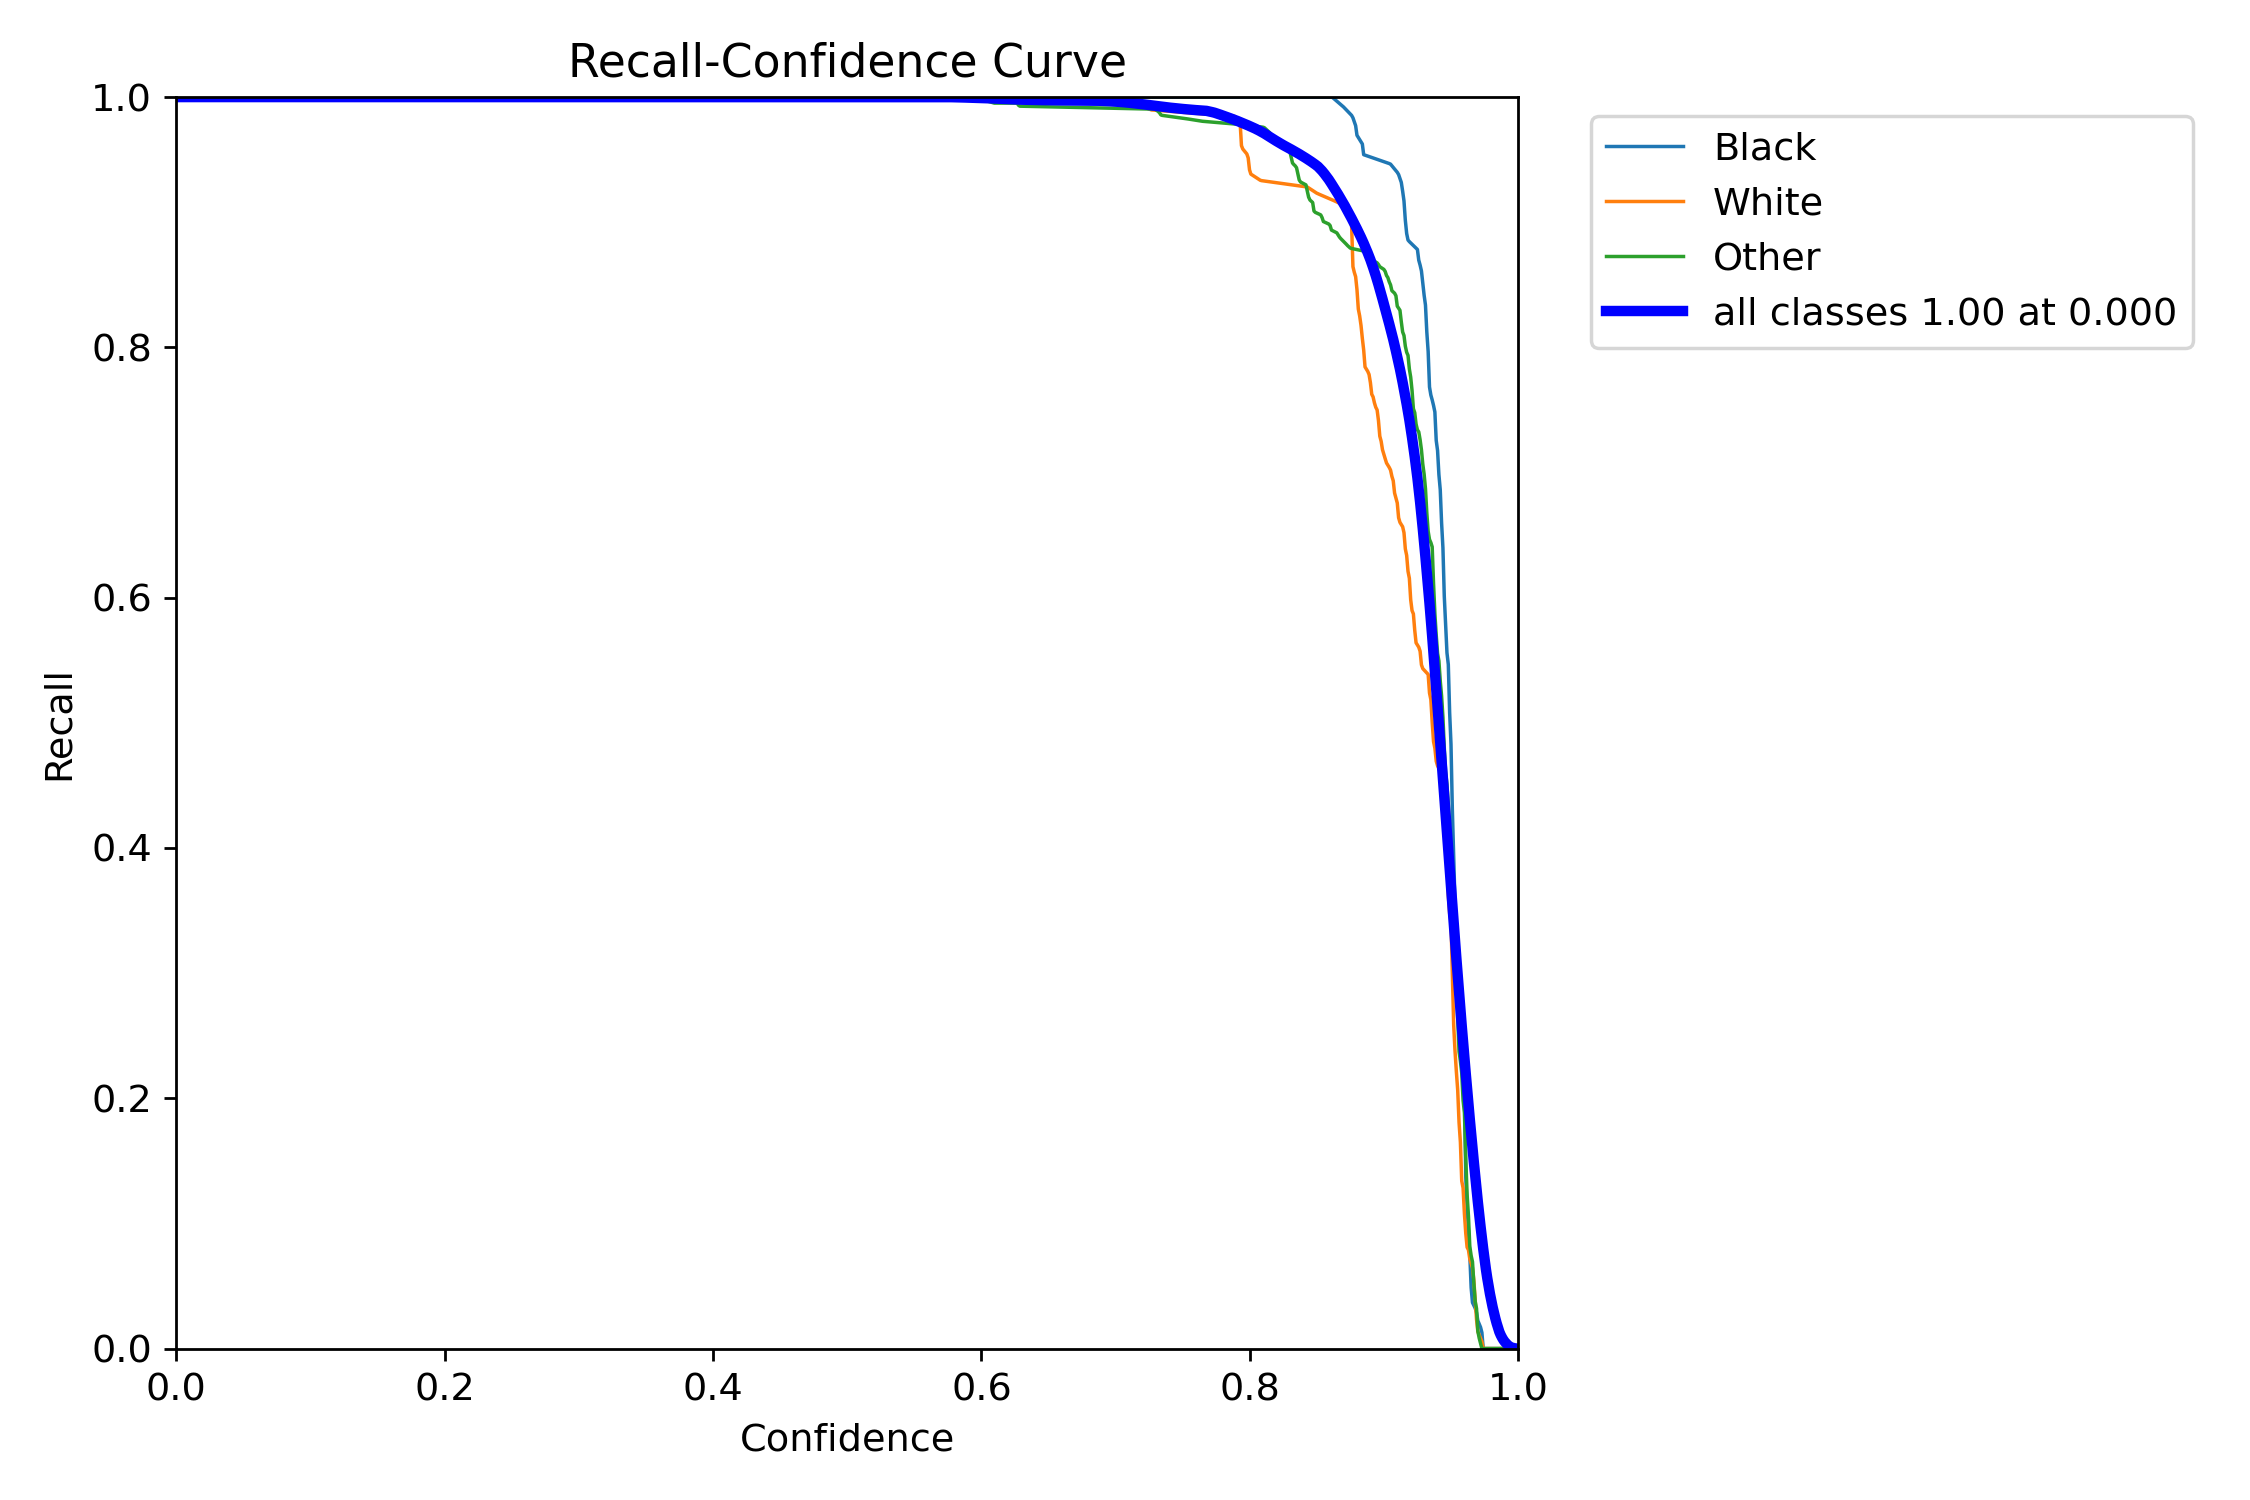 Recall-Confidence Curve
1.0
0.8
0.6
0.4
0.2
0.0
Recall
0.0 0.2 0.4 0.6 0.8 1.0
Confidence
Black
White
Other
all classes 1.00 at 0.000